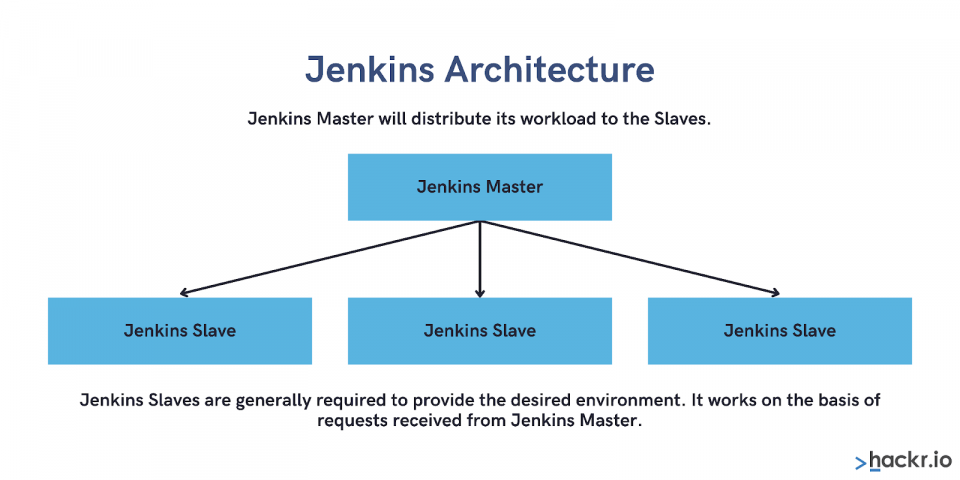 Jenkins Architecture
Jenkins Master will distribute its workload to the Slaves.
Jenkins Master
Jenkins Slave
Jenkins Slave
Jenkins Slave
Jenkins Slaves are generally required to provide the desired environment. It works on the basis of
requests received from Jenkins Master.
hackr.io